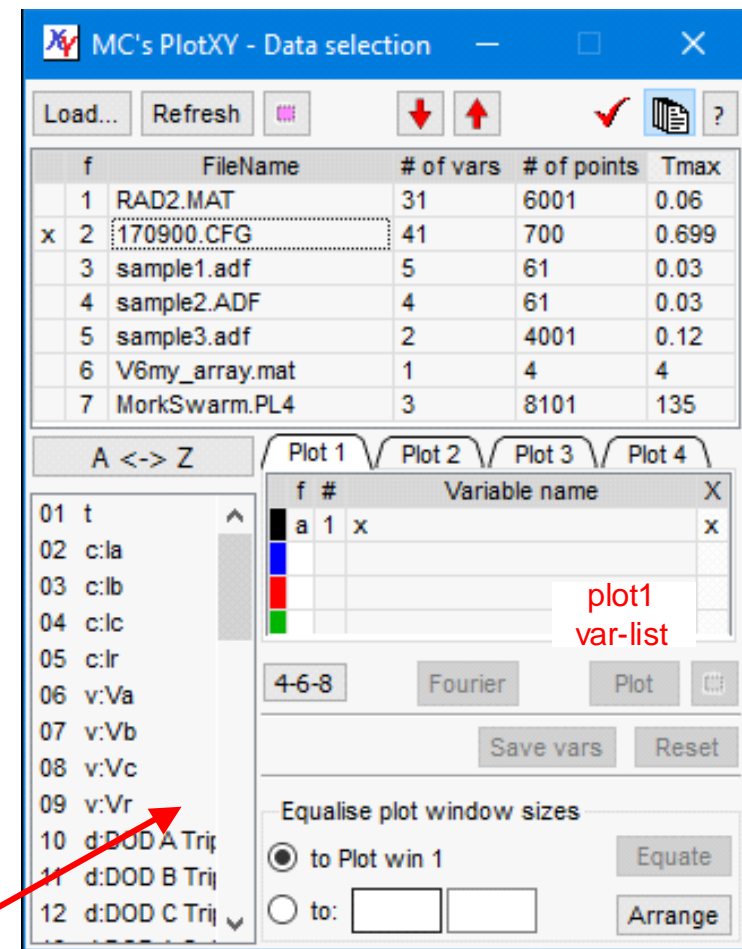 MC's PlotXY - Data selection
Load... Refresh ?
f FileName # of vars # of points Tmax
1 RAD2.MAT 31 6001 0.06
x 2 170900.CFG 41 700 0.699
3 sample1.adf 5 61 0.03
4 sample2.ADF 4 61 0.03
5 sample3.adf 2 4001 0.12
6 V6my_array.mat 1 4 4
7 MorkSwarm.PL4 3 8101 135
A <-> Z Plot 1 Plot 2 Plot 3 Plot 4
f # Variable name X
a 1 x x
plot1
var-list
01 t
02 c:Ia
03 c:Ib
04 c:Ic
05 c:Ir
06 v:Va
07 v:Vb
08 v:Vc
09 v:Vr
10 d:DOD A Trip
11 d:DOD B Trip
12 d:DOD C Trip
4-6-8 Fourier Plot
Save vars Reset
Equalise plot window sizes
to Plot win 1 Equate
to: Arrange